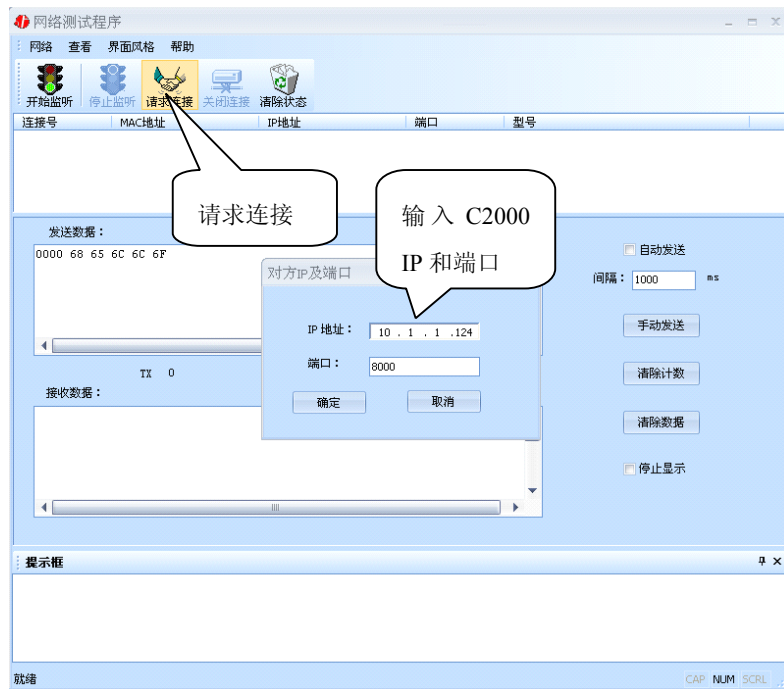 网络测试程序
网络 查看 界面风格 帮助
开始监听 停止监听 请求连接 关闭连接 清除状态
连接号 MAC地址 IP地址 端口 型号
请求连接
输入 C2000
IP 和端口
发送数据：
0000 68 65 6C 6C 6F
自动发送
间隔： 1000 ms
对方IP及端口
IP 地址： 10 . 1 . 1 .124
端口： 8000
确定 取消
手动发送
TX 0
清除计数
接收数据：
清除数据
停止显示
提示框
就绪
CAP NUM SCRL